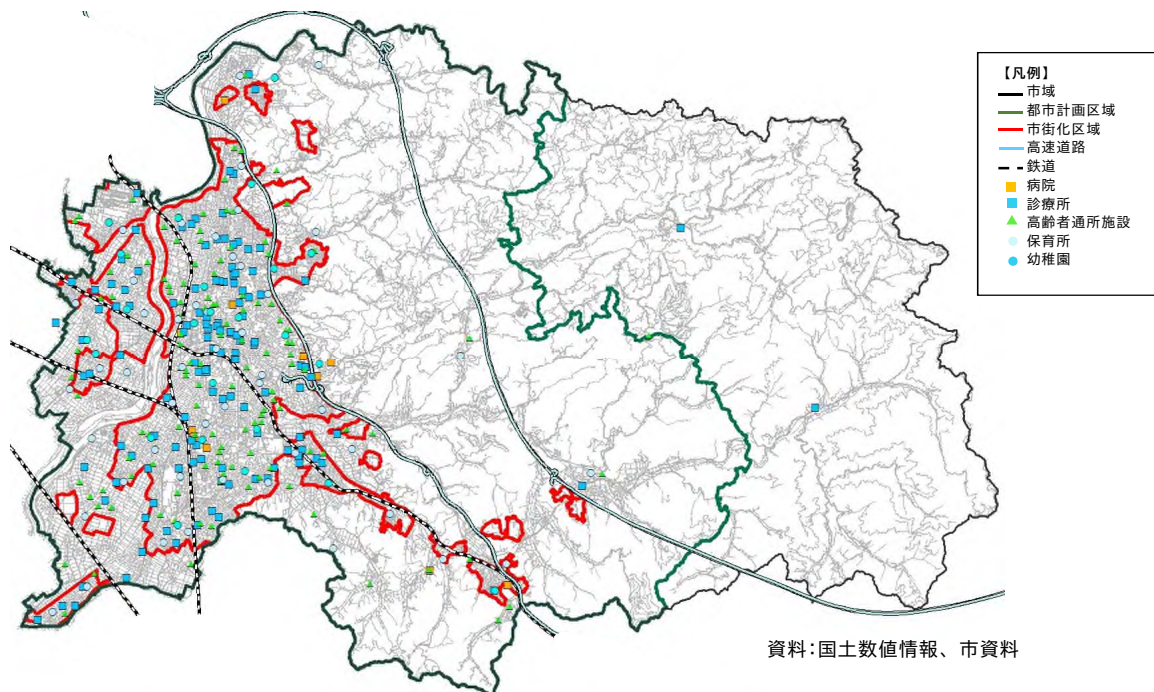 【凡例】
市域
都市計画区域
市街化区域
高速道路
鉄道
病院
診療所
高齢者通所施設
保育所
幼稚園
資料：国土数値情報、市資料